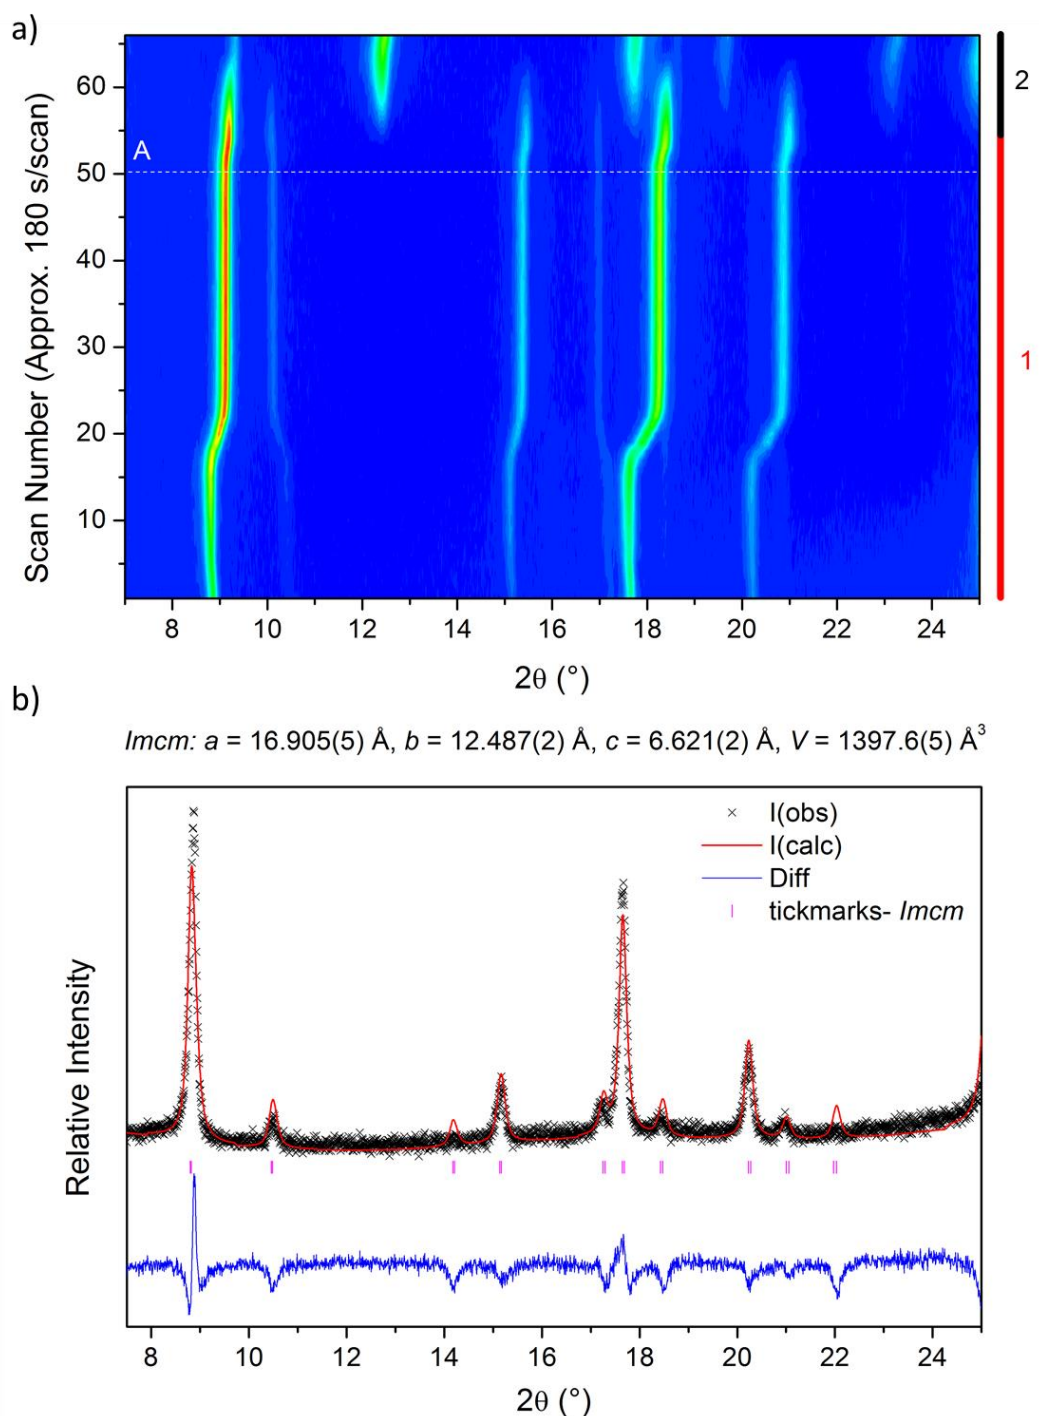 a)
Scan Number (Approx. 180 s/scan)
60
50
40
30
20
10
A
2
1
8 10 12 14 16 18 20 22 24
2θ (°)
b)
Imcm: a = 16.905(5) Å, b = 12.487(2) Å, c = 6.621(2) Å, V = 1397.6(5) Å³
I(obs)
I(calc)
Diff
tickmarks- Imcm
Relative Intensity
8 10 12 14 16 18 20 22 24
2θ (°)